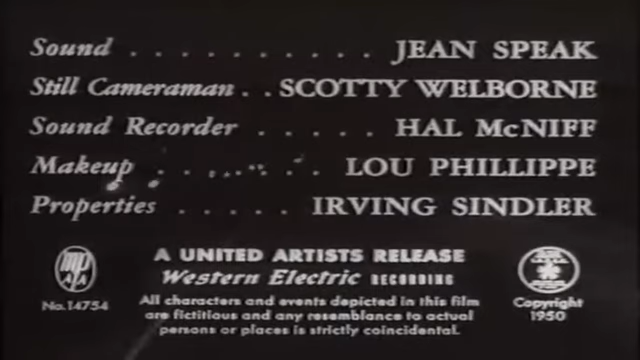 Sound . . . . . . . . . . JEAN SPEAK
Still Cameraman . . SCOTTY WELBORNE
Sound Recorder . . . . . HAL McNIFF
Makeup . . . . . . . . LOU PHILLIPPE
Properties . . . . . IRVING SINDLER
A UNITED ARTISTS RELEASE
Western Electric RECORDING
MPAA
No. 14754
All characters and events depicted in this film
are fictitious and any resemblance to actual
persons or places is strictly coincidental.
Copyright
1950